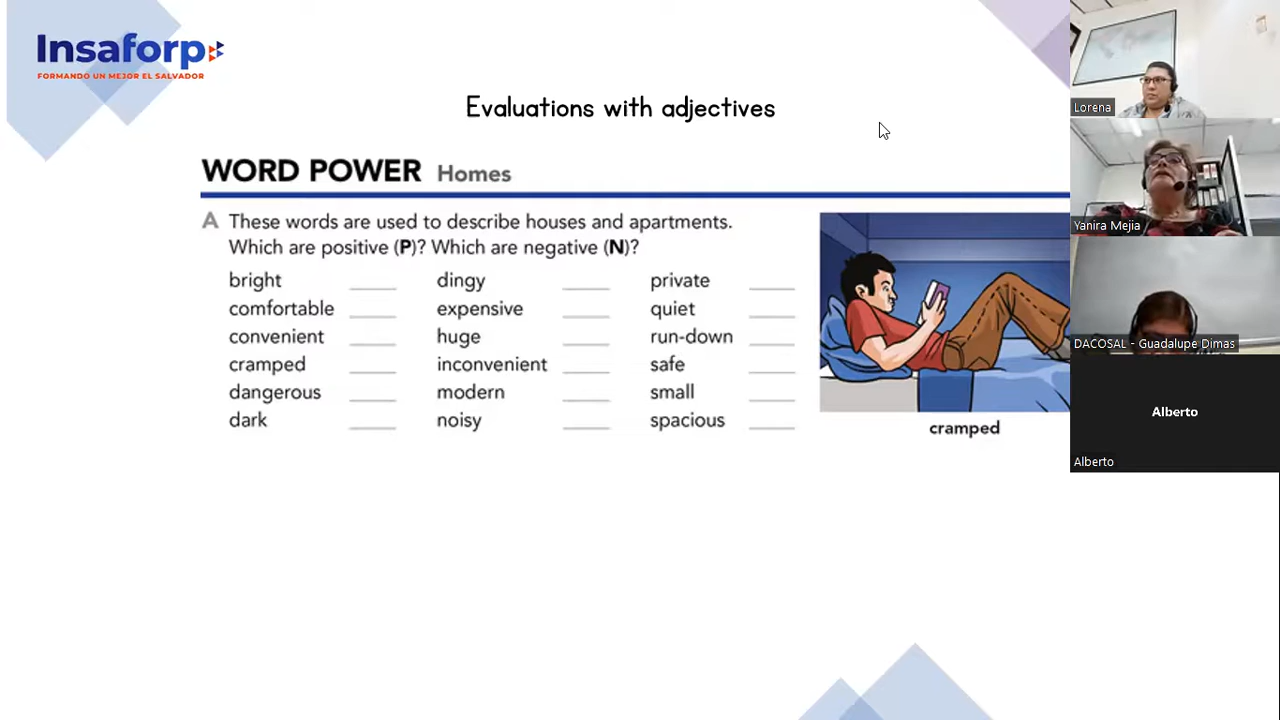 Insaforp
FORMANDO UN MEJOR EL SALVADOR
Evaluations with adjectives
WORD POWER Homes
A These words are used to describe houses and apartments.
Which are positive (P)? Which are negative (N)?
bright dingy private
comfortable expensive quiet
convenient huge run-down
cramped inconvenient safe
dangerous modern small
dark noisy spacious
cramped
Lorena
Yanira Mejia
DACOSAL - Guadalupe Dimas
Alberto
Alberto